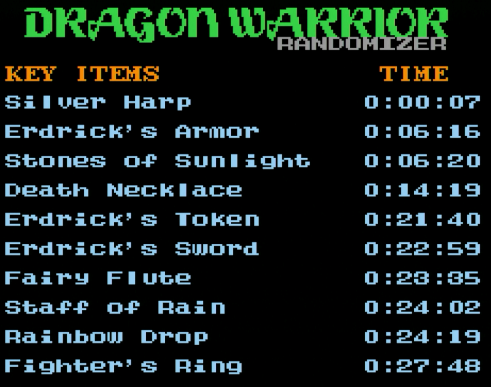 DRAGON WARRIOR
RANDOMIZER
KEY ITEMS TIME
Silver Harp 0:00:07
Erdrick's Armor 0:06:16
Stones of Sunlight 0:06:20
Death Necklace 0:14:19
Erdrick's Token 0:21:40
Erdrick's Sword 0:22:59
Fairy Flute 0:23:35
Staff of Rain 0:24:02
Rainbow Drop 0:24:19
Fighter's Ring 0:27:48